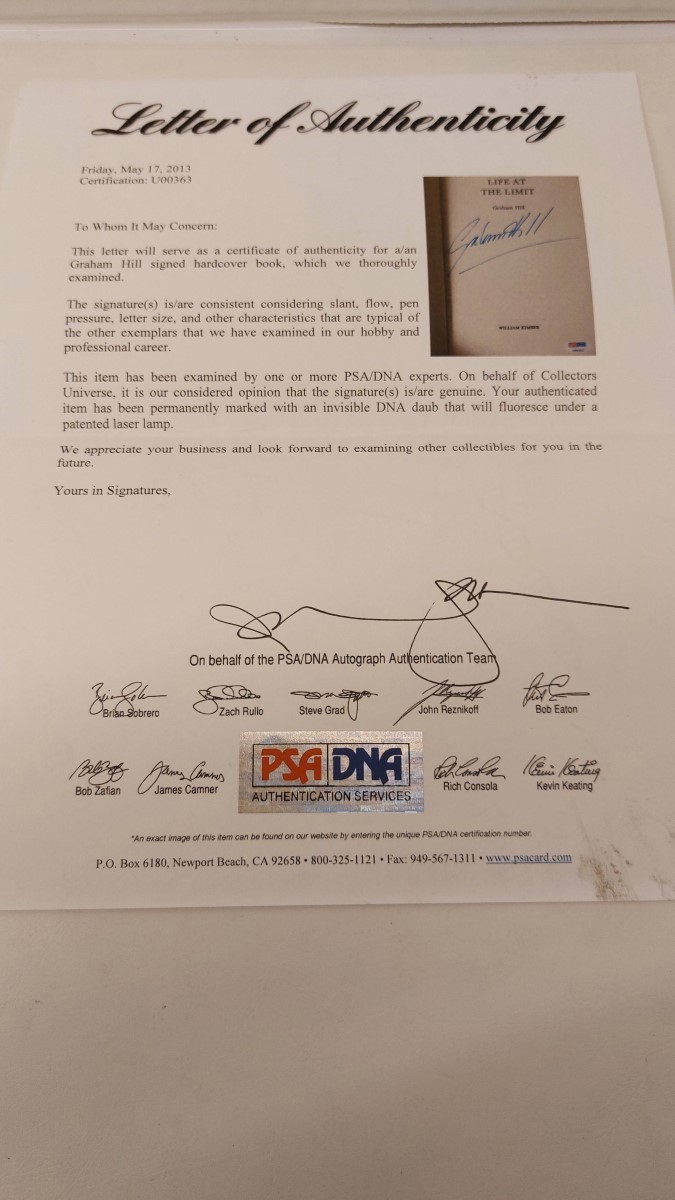 Letter of Authenticity
Friday, May 17, 2013
Certification: U00363
To Whom It May Concern:
This letter will serve as a certificate of authenticity for a/an
Graham Hill signed hardcover book, which we thoroughly
examined.
The signature(s) is/are consistent considering slant, flow, pen
pressure, letter size, and other characteristics that are typical of
the other exemplars that we have examined in our hobby and
professional career.
LIFE AT
THE LIMIT
Graham Hill
Graham Hill
WILLIAM KIMBER
This item has been examined by one or more PSA/DNA experts. On behalf of Collectors
Universe, it is our considered opinion that the signature(s) is/are genuine. Your authenticated
item has been permanently marked with an invisible DNA daub that will fluoresce under a
patented laser lamp.
We appreciate your business and look forward to examining other collectibles for you in the
future.
Yours in Signatures,
On behalf of the PSA/DNA Autograph Authentication Team
Brian Sobrero
Zach Rullo
Steve Grad
John Reznikoff
Bob Eaton
Bob Zafian
James Camner
PSA DNA
AUTHENTICATION SERVICES
Rich Consola
Kevin Keating
*An exact image of this item can be found on our website by entering the unique PSA/DNA certification number.
P.O. Box 6180, Newport Beach, CA 92658 • 800-325-1121 • Fax: 949-567-1311 • www.psacard.com